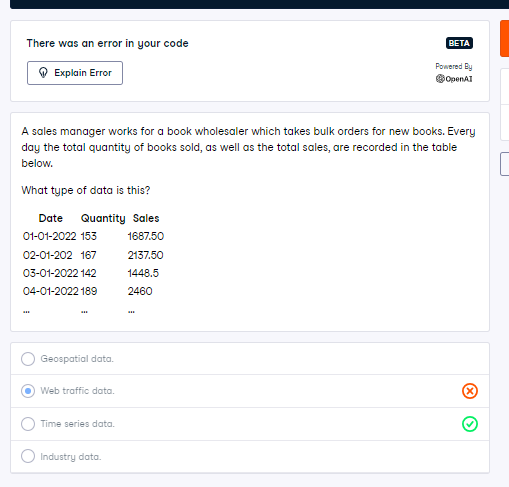 There was an error in your code
BETA
Explain Error
Powered By
OpenAI
A sales manager works for a book wholesaler which takes bulk orders for new books. Every
day the total quantity of books sold, as well as the total sales, are recorded in the table
below.
What type of data is this?
Date Quantity Sales
01-01-2022 153 1687.50
02-01-202 167 2137.50
03-01-2022 142 1448.5
04-01-2022 189 2460
... ... ...
Geospatial data.
Web traffic data.
Time series data.
Industry data.